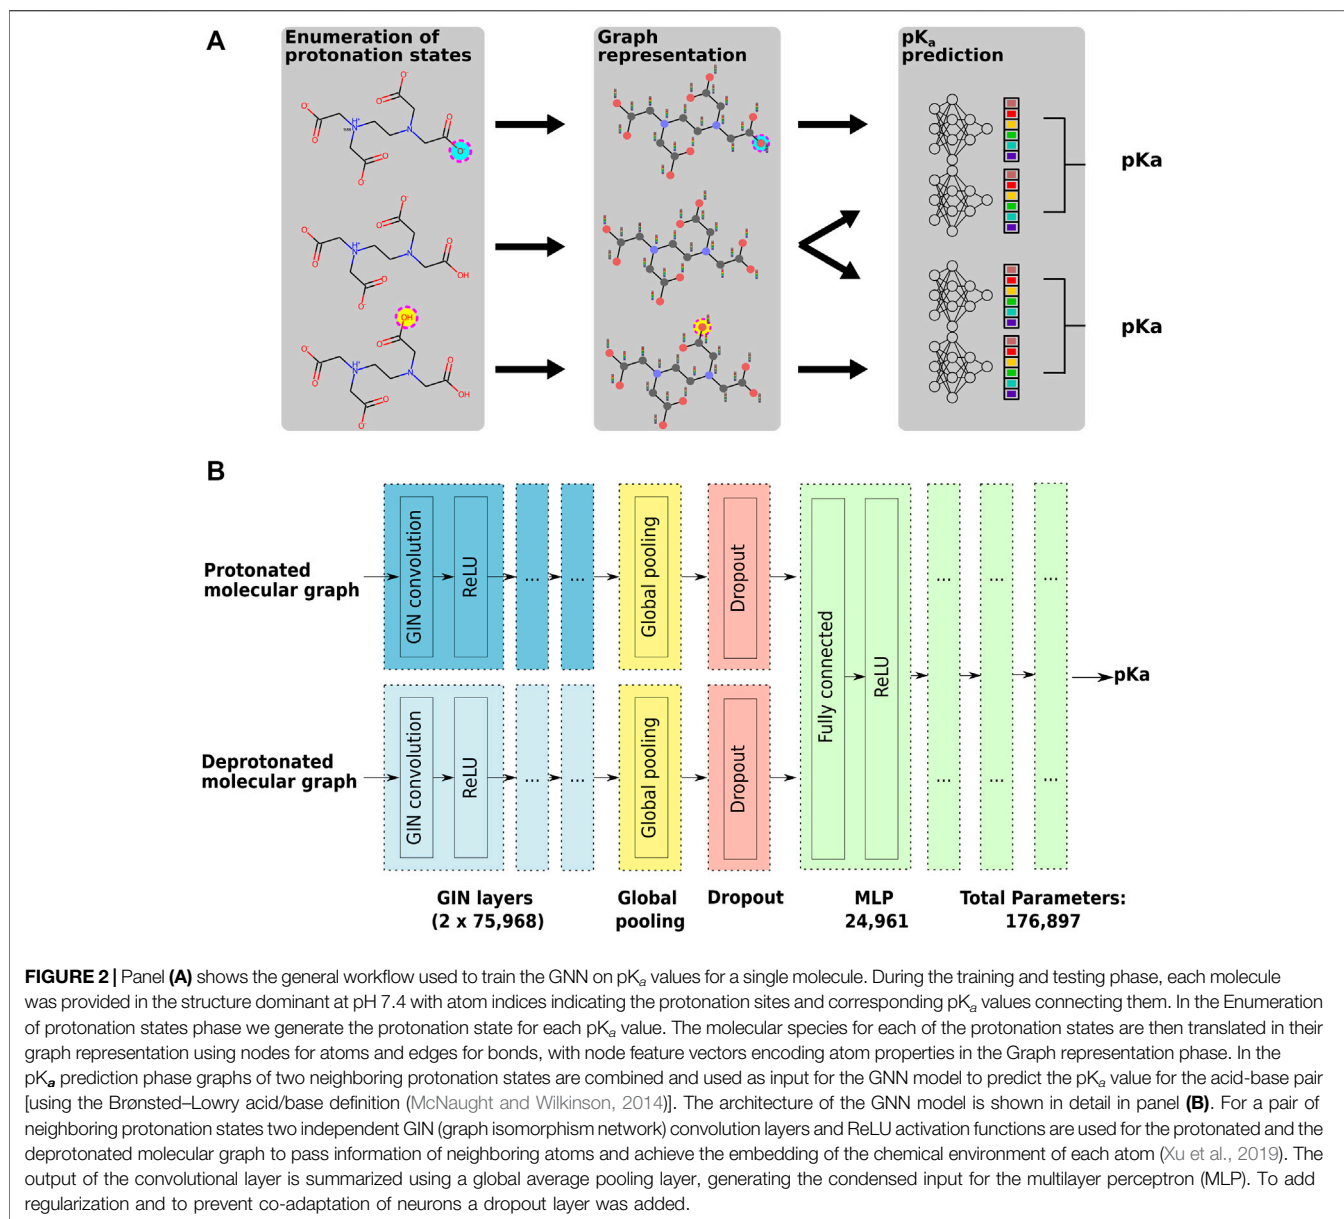 A
Enumeration of
protonation states
Graph
representation
pKa
prediction
pKa
pKa
B
Protonated
molecular graph
GIN convolution
ReLU
...
...
Global pooling
Dropout
Fully connected
ReLU
...
...
...
pKa
Deprotonated
molecular graph
GIN convolution
ReLU
...
...
Global pooling
Dropout
...
...
...
GIN layers
(2 x 75,968)
Global
pooling
Dropout
MLP
24,961
Total Parameters:
176,897
FIGURE 2 | Panel (A) shows the general workflow used to train the GNN on pKa values for a single molecule. During the training and testing phase, each molecule
was provided in the structure dominant at pH 7.4 with atom indices indicating the protonation sites and corresponding pKa values connecting them. In the Enumeration
of protonation states phase we generate the protonation state for each pKa value. The molecular species for each of the protonation states are then translated in their
graph representation using nodes for atoms and edges for bonds, with node feature vectors encoding atom properties in the Graph representation phase. In the
pKa prediction phase graphs of two neighboring protonation states are combined and used as input for the GNN model to predict the pKa value for the acid-base pair
[using the Brønsted–Lowry acid/base definition (McNaught and Wilkinson, 2014)]. The architecture of the GNN model is shown in detail in panel (B). For a pair of
neighboring protonation states two independent GIN (graph isomorphism network) convolution layers and ReLU activation functions are used for the protonated and the
deprotonated molecular graph to pass information of neighboring atoms and achieve the embedding of the chemical environment of each atom (Xu et al., 2019). The
output of the convolutional layer is summarized using a global average pooling layer, generating the condensed input for the multilayer perceptron (MLP). To add
regularization and to prevent co-adaptation of neurons a dropout layer was added.